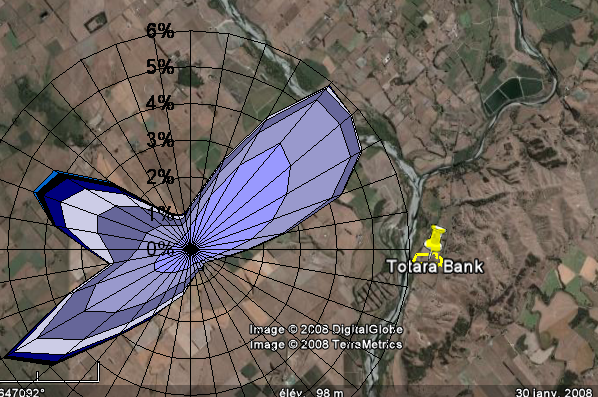 6%
5%
4%
3%
2%
1%
0%
Totara Bank
Image © 2008 DigitalGlobe
Image © 2008 TerraMetrics
647092° élév. 98 m 30 janv. 2008